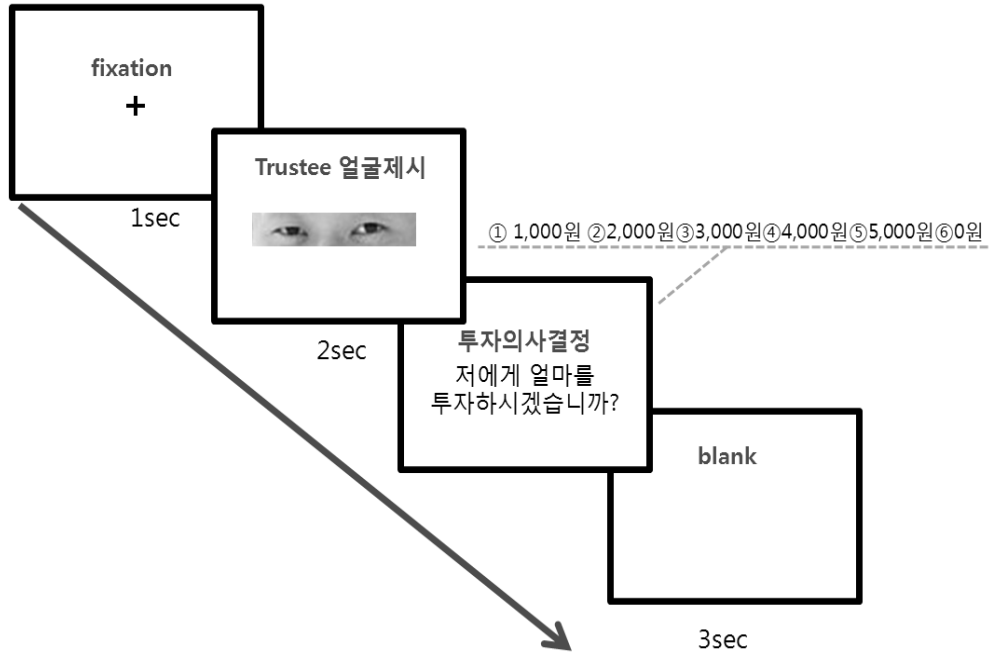 fixation
+
1sec
Trustee 얼굴제시
2sec
① 1,000원 ②2,000원③3,000원④4,000원⑤5,000원⑥0원
투자의사결정
저에게 얼마를
투자하시겠습니까?
blank
3sec